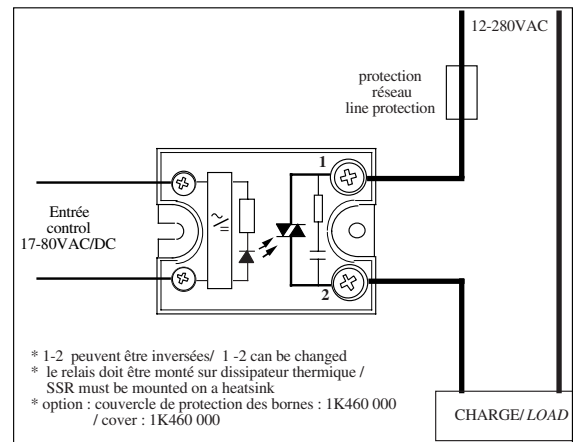 12-280VAC
protection
réseau
line protection
1
Entrée
control
17-80VAC/DC
~/=
2
* 1-2 peuvent être inversées/ 1 -2 can be changed
* le relais doit être monté sur dissipateur thermique /
SSR must be mounted on a heatsink
* option : couvercle de protection des bornes : 1K460 000
/ cover : 1K460 000
CHARGE/ LOAD